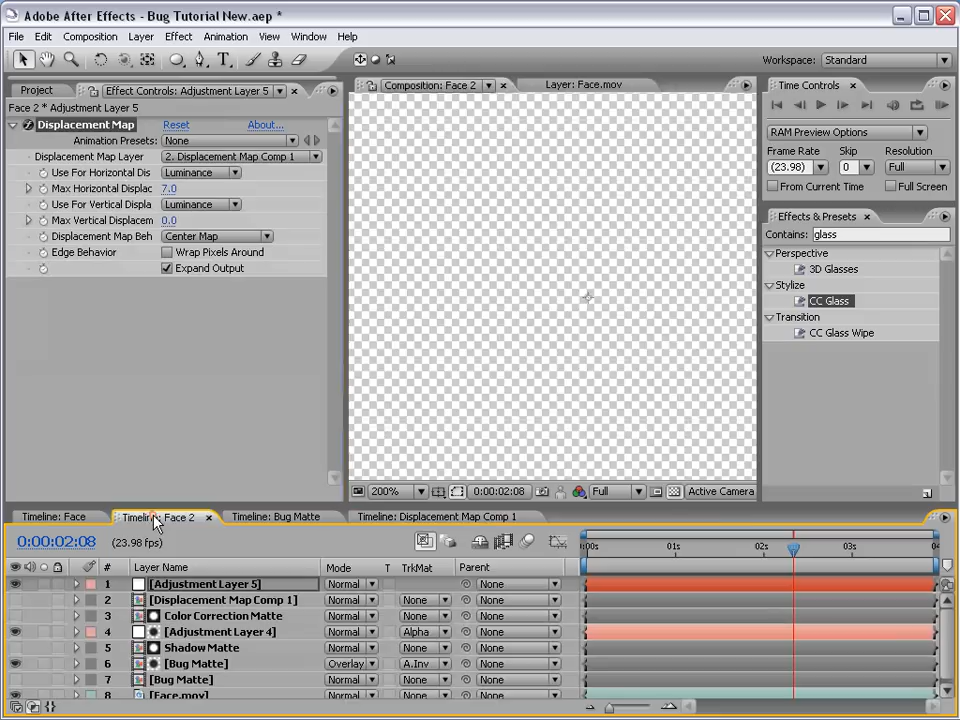 Adobe After Effects - Bug Tutorial New.aep *
File Edit Composition Layer Effect Animation View Window Help
Workspace: Standard
Project Effect Controls: Adjustment Layer 5
Composition: Face 2 Layer: Face.mov
Time Controls
Face 2 * Adjustment Layer 5
Displacement Map Reset About...
Animation Presets: None
Displacement Map Layer 2. Displacement Map Comp 1
Use For Horizontal Dis Luminance
Max Horizontal Displac 7.0
Use For Vertical Displa Luminance
Max Vertical Displacem 0.0
Displacement Map Beh Center Map
Edge Behavior Wrap Pixels Around
Expand Output
RAM Preview Options
Frame Rate Skip Resolution
(23.98) 0 Full
From Current Time Full Screen
Effects & Presets
Contains: glass
Perspective
3D Glasses
Stylize
CC Glass
Transition
CC Glass Wipe
200% 0:00:02:08 Full Active Camera
Timeline: Face Timeline: Face 2 Timeline: Bug Matte Timeline: Displacement Map Comp 1
0:00:02:08 (23.98 fps)
:00s 01s 02s 03s 04
# Layer Name Mode T TrkMat Parent
1 [Adjustment Layer 5] Normal None
2 [Displacement Map Comp 1] Normal None None
3 Color Correction Matte Normal None None
4 [Adjustment Layer 4] Normal Alpha None
5 Shadow Matte Normal None None
6 [Bug Matte] Overlay A.Inv None
7 [Bug Matte] Normal None None
8 [Face.mov] Normal None None